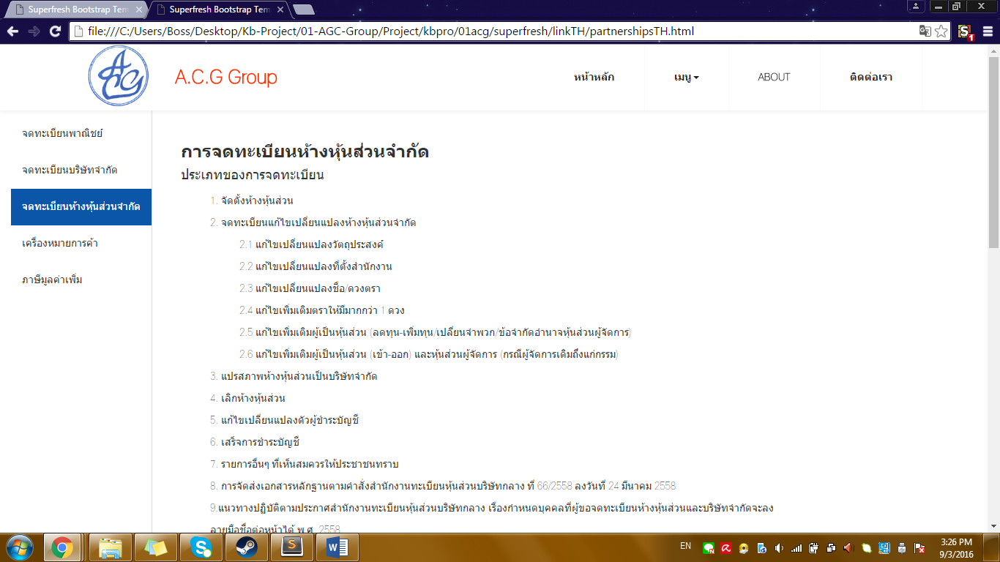 Superfresh Bootstrap Tem
Superfresh Bootstrap Tem
file:///C:/Users/Boss/Desktop/Kb-Project/01-AGC-Group/Project/kbpro/01acg/superfresh/linkTH/partnershipsTH.html
A.C.G Group
หน้าหลัก
เมนู
ABOUT
ติดต่อเรา
จดทะเบียนพาณิชย์
จดทะเบียนบริษัทจำกัด
จดทะเบียนห้างหุ้นส่วนจำกัด
เครื่องหมายการค้า
ภาษีมูลค่าเพิ่ม
การจดทะเบียนห้างหุ้นส่วนจำกัด
ประเภทของการจดทะเบียน
1. จัดตั้งห้างหุ้นส่วน
2. จดทะเบียนแก้ไขเปลี่ยนแปลงห้างหุ้นส่วนจำกัด
2.1 แก้ไขเปลี่ยนแปลงวัตถุประสงค์
2.2 แก้ไขเปลี่ยนแปลงที่ตั้งสำนักงาน
2.3 แก้ไขเปลี่ยนแปลงชื่อ/ดวงตรา
2.4 แก้ไขเพิ่มเติมตราให้มีมากกว่า 1 ดวง
2.5 แก้ไขเพิ่มเติมผู้เป็นหุ้นส่วน (ลดทุน-เพิ่มทุน/เปลี่ยนจำพวก/ข้อจำกัดอำนาจหุ้นส่วนผู้จัดการ)
2.6 แก้ไขเพิ่มเติมผู้เป็นหุ้นส่วน (เข้า-ออก) และหุ้นส่วนผู้จัดการ (กรณีผู้จัดการเดิมถึงแก่กรรม)
3. แปรสภาพห้างหุ้นส่วนเป็นบริษัทจำกัด
4. เลิกห้างหุ้นส่วน
5. แก้ไขเปลี่ยนแปลงตัวผู้ชำระบัญชี
6. เสร็จการชำระบัญชี
7. รายการอื่นๆ ที่เห็นสมควรให้ประชาชนทราบ
8. การจัดส่งเอกสารหลักฐานตามคำสั่งสำนักงานทะเบียนหุ้นส่วนบริษัทกลาง ที่ 66/2558 ลงวันที่ 24 มีนาคม 2558
9.แนวทางปฏิบัติตามประกาศสำนักงานทะเบียนหุ้นส่วนบริษัทกลาง เรื่องกำหนดบุคคลที่ผู้ขอจดทะเบียนห้างหุ้นส่วนและบริษัทจำกัดจะลง
ลายมือชื่อต่อหน้าได้ พ.ศ. 2558
EN
3:26 PM
9/3/2016